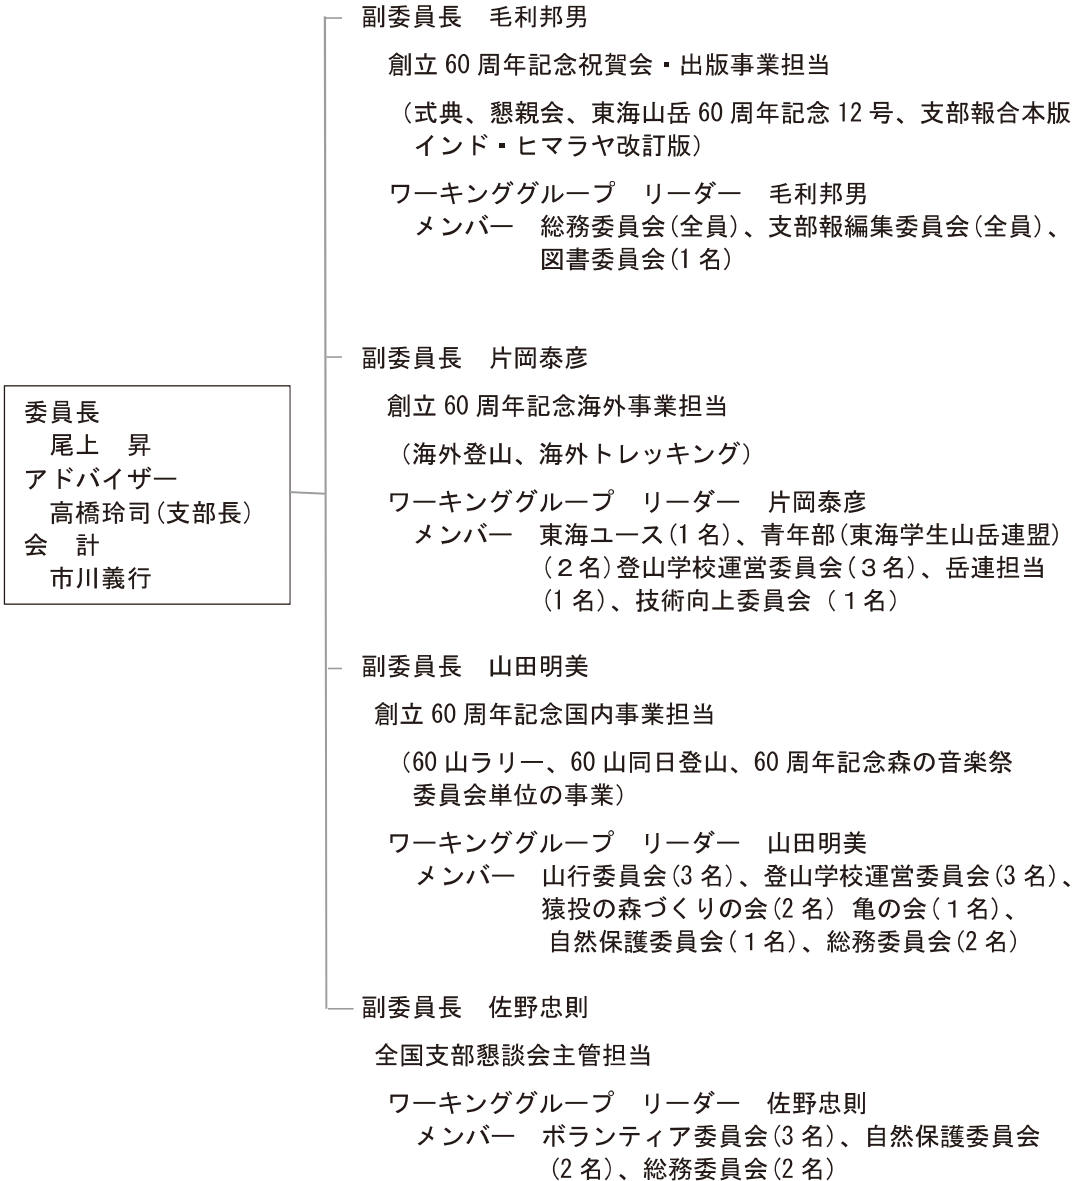 副委員長　毛利邦男
創立60周年記念祝賀会・出版事業担当
（式典、懇親会、東海山岳60周年記念12号、支部報合本版
インド・ヒマラヤ改訂版）
ワーキンググループ　リーダー　毛利邦男
メンバー　総務委員会(全員)、支部報編集委員会(全員)、
図書委員会(1名)
副委員長　片岡泰彦
創立60周年記念海外事業担当
（海外登山、海外トレッキング）
ワーキンググループ　リーダー　片岡泰彦
メンバー　東海ユース(1名)、青年部(東海学生山岳連盟)
(２名)登山学校運営委員会(３名)、岳連担当
(1名)、技術向上委員会（１名）
委員長
尾上　昇
アドバイザー
高橋玲司(支部長)
会　計
市川義行
副委員長　山田明美
創立60周年記念国内事業担当
（60山ラリー、60山同日登山、60周年記念森の音楽祭
委員会単位の事業）
ワーキンググループ　リーダー　山田明美
メンバー　山行委員会(3名)、登山学校運営委員会(3名)、
猿投の森づくりの会(2名) 亀の会(１名)、
自然保護委員会(１名)、総務委員会(2名)
副委員長　佐野忠則
全国支部懇談会主管担当
ワーキンググループ　リーダー　佐野忠則
メンバー　ボランティア委員会(3名)、自然保護委員会
(2名)、総務委員会(2名)